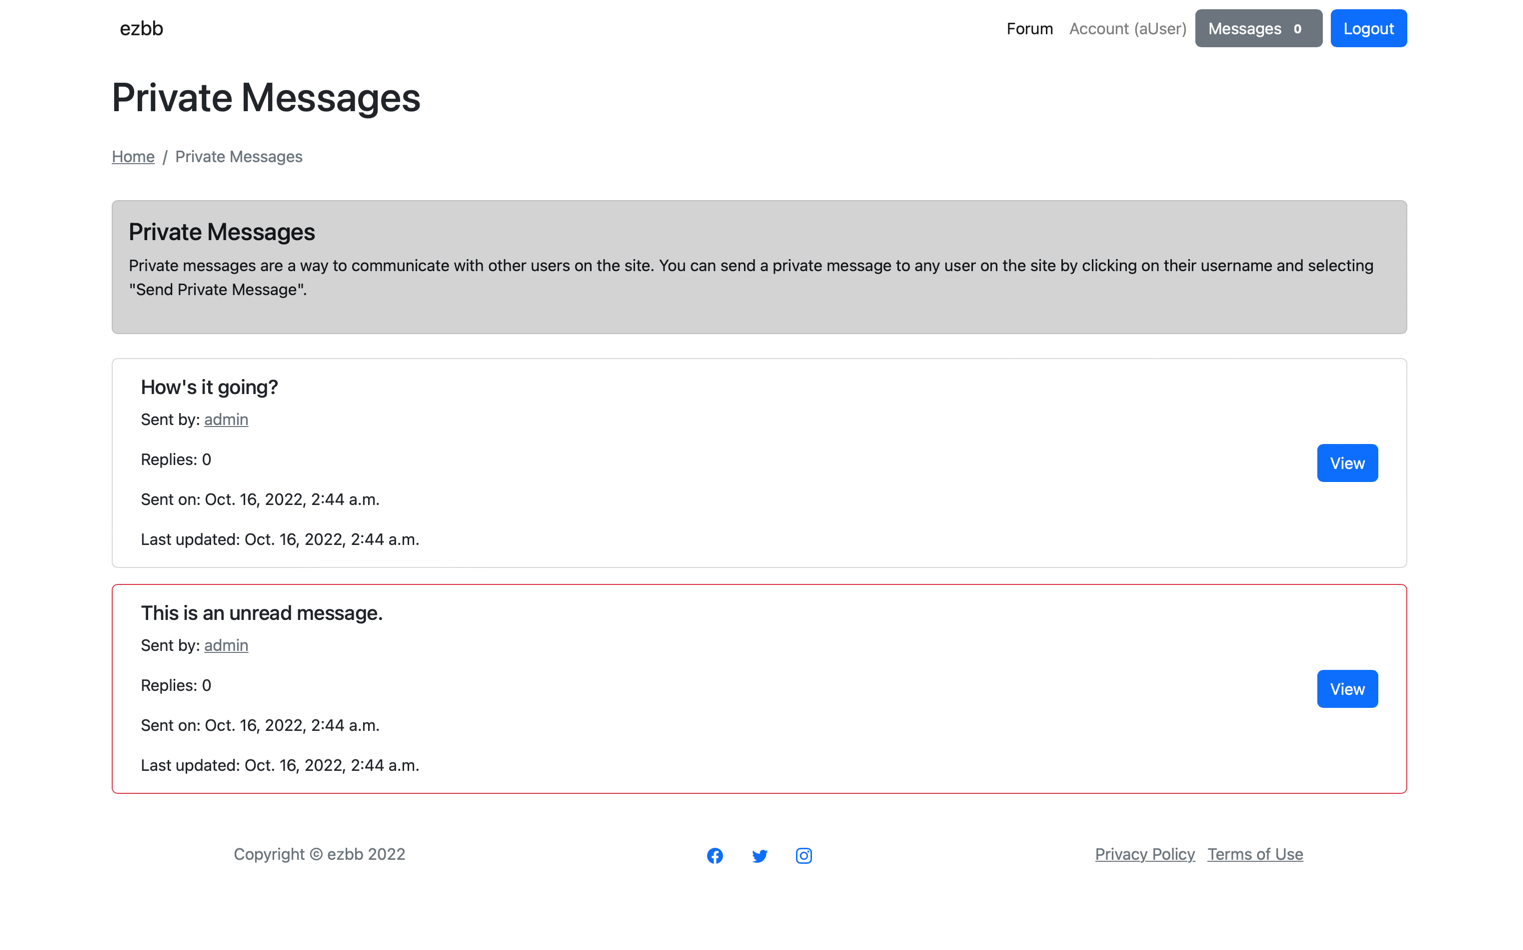 ezbb
Forum Account (aUser) Messages 0 Logout
Private Messages
Home / Private Messages
Private Messages
Private messages are a way to communicate with other users on the site. You can send a private message to any user on the site by clicking on their username and selecting
"Send Private Message".
How's it going?
Sent by: admin
Replies: 0
View
Sent on: Oct. 16, 2022, 2:44 a.m.
Last updated: Oct. 16, 2022, 2:44 a.m.
This is an unread message.
Sent by: admin
Replies: 0
View
Sent on: Oct. 16, 2022, 2:44 a.m.
Last updated: Oct. 16, 2022, 2:44 a.m.
Copyright © ezbb 2022
Privacy Policy Terms of Use